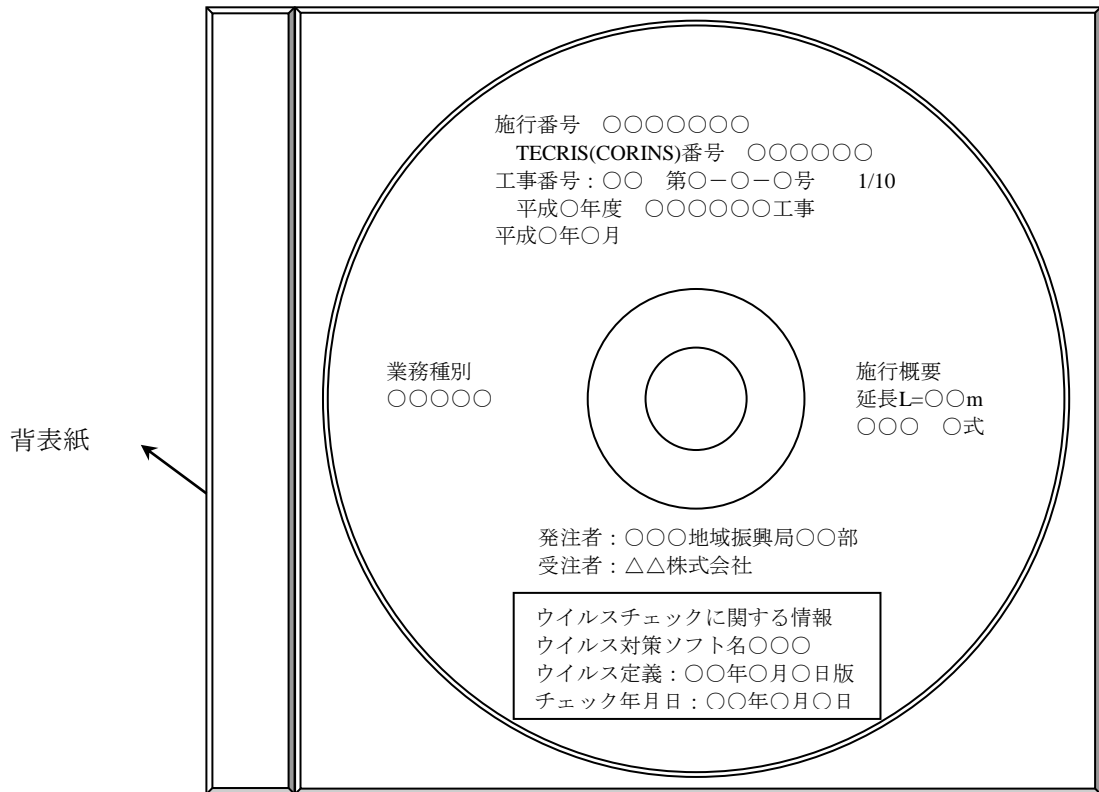 施行番号　○○○○○○○
TECRIS(CORINS)番号　○○○○○○
工事番号：○○　第○－○－○号　　1/10
平成○年度　○○○○○○工事
平成○年○月
業務種別
○○○○○
施行概要
延長L=○○m
○○○　○式
背表紙
発注者：○○○地域振興局○○部
受注者：△△株式会社
ウイルスチェックに関する情報
ウイルス対策ソフト名○○○
ウイルス定義：○○年○月○日版
チェック年月日：○○年○月○日